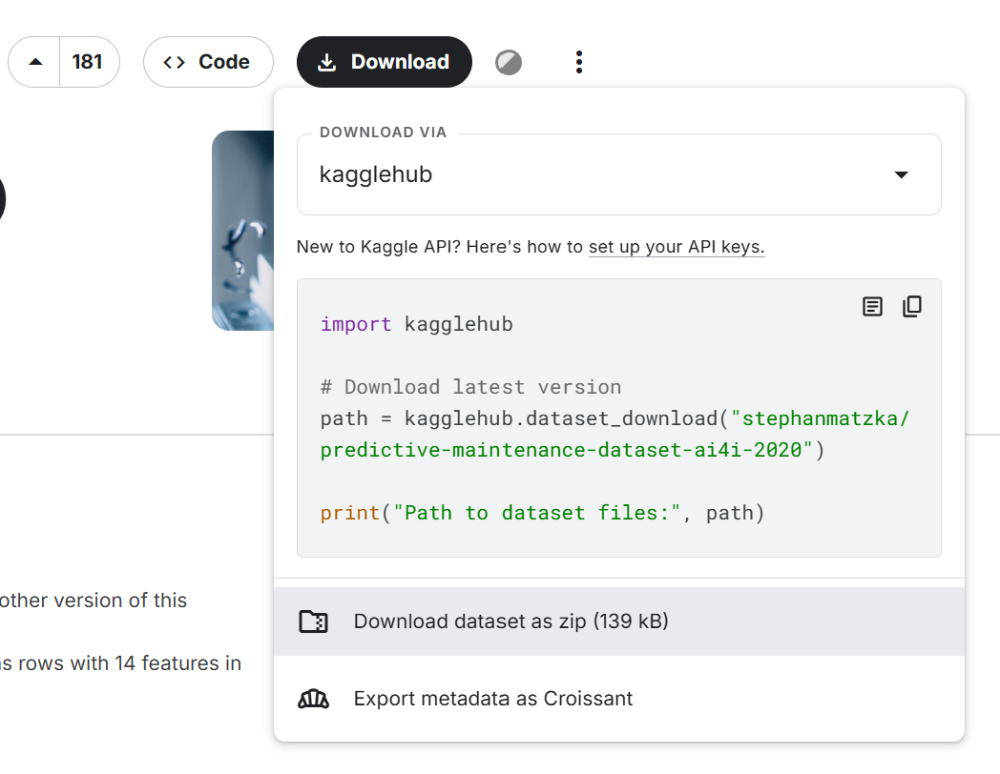 181
Code
Download
DOWNLOAD VIA
kagglehub
New to Kaggle API? Here's how to set up your API keys.
import kagglehub
# Download latest version
path = kagglehub.dataset_download("stephanmatzka/
predictive-maintenance-dataset-ai4i-2020")
print("Path to dataset files:", path)
other version of this
Download dataset as zip (139 kB)
s rows with 14 features in
Export metadata as Croissant